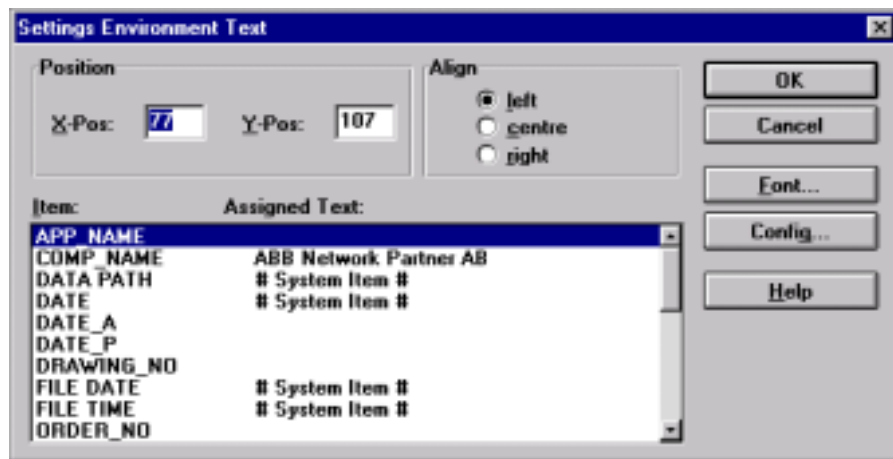 Settings Environment Text
Position
X-Pos: 77 Y-Pos: 107
Align
left
centre
right
OK
Cancel
Font...
Config...
Help
Item: Assigned Text:
APP_NAME
COMP_NAME ABB Network Partner AB
DATA PATH # System Item #
DATE # System Item #
DATE_A
DATE_P
DRAWING_NO
FILE DATE # System Item #
FILE TIME # System Item #
ORDER_NO